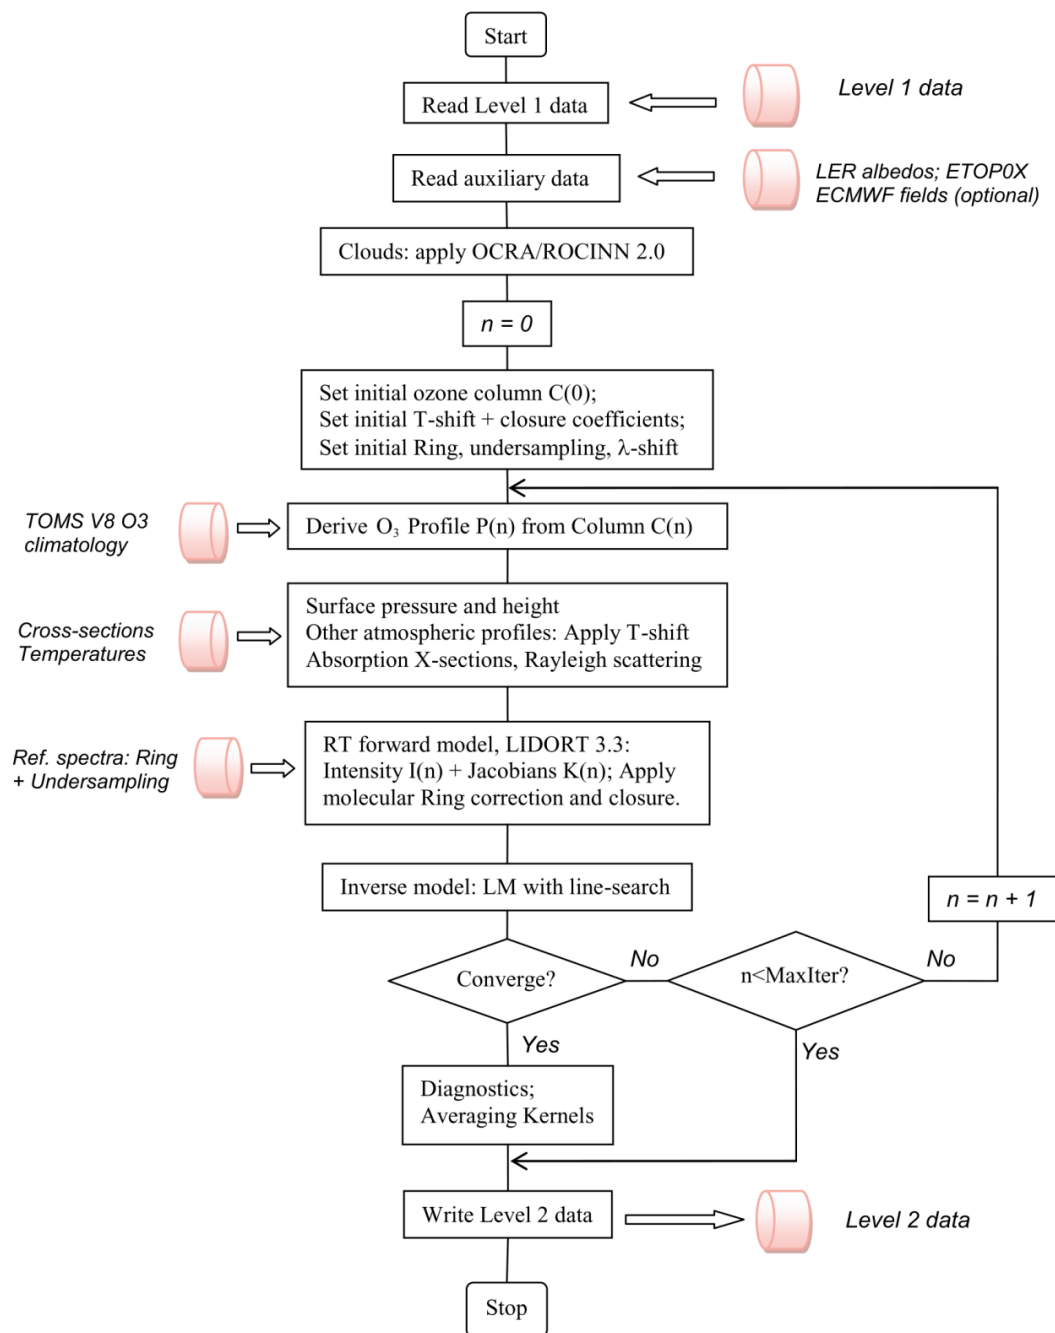 Start
Read Level 1 data
Level 1 data
Read auxiliary data
LER albedos; ETOP0X
ECMWF fields (optional)
Clouds: apply OCRA/ROCINN 2.0
n = 0
Set initial ozone column C(0);
Set initial T-shift + closure coefficients;
Set initial Ring, undersampling, λ-shift
TOMS V8 O3
climatology
Derive O₃ Profile P(n) from Column C(n)
Cross-sections
Temperatures
Surface pressure and height
Other atmospheric profiles: Apply T-shift
Absorption X-sections, Rayleigh scattering
Ref. spectra: Ring
+ Undersampling
RT forward model, LIDORT 3.3:
Intensity I(n) + Jacobians K(n); Apply
molecular Ring correction and closure.
Inverse model: LM with line-search
n = n + 1
Converge?
No
n<MaxIter?
No
Yes
Yes
Diagnostics;
Averaging Kernels
Write Level 2 data
Level 2 data
Stop